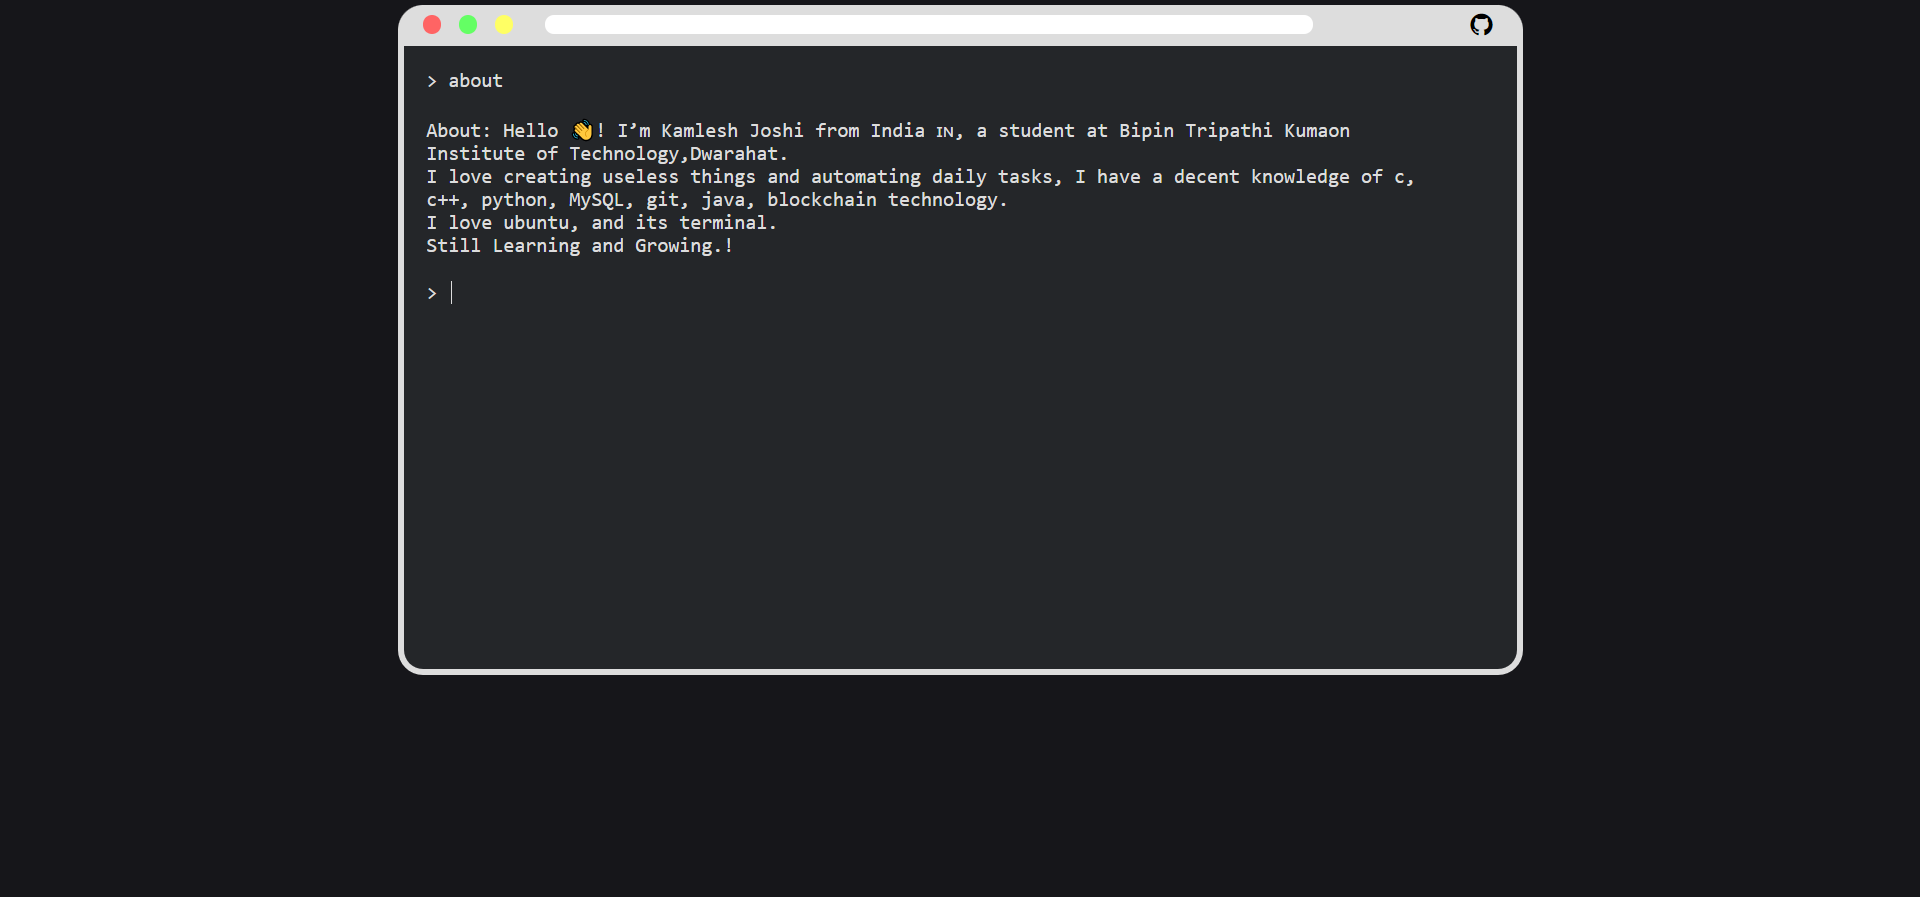 > about
About: Hello 👋! I’m Kamlesh Joshi from India 🇮🇳, a student at Bipin Tripathi Kumaon
Institute of Technology,Dwarahat.
I love creating useless things and automating daily tasks, I have a decent knowledge of c,
c++, python, MySQL, git, java, blockchain technology.
I love ubuntu, and its terminal.
Still Learning and Growing.!
>